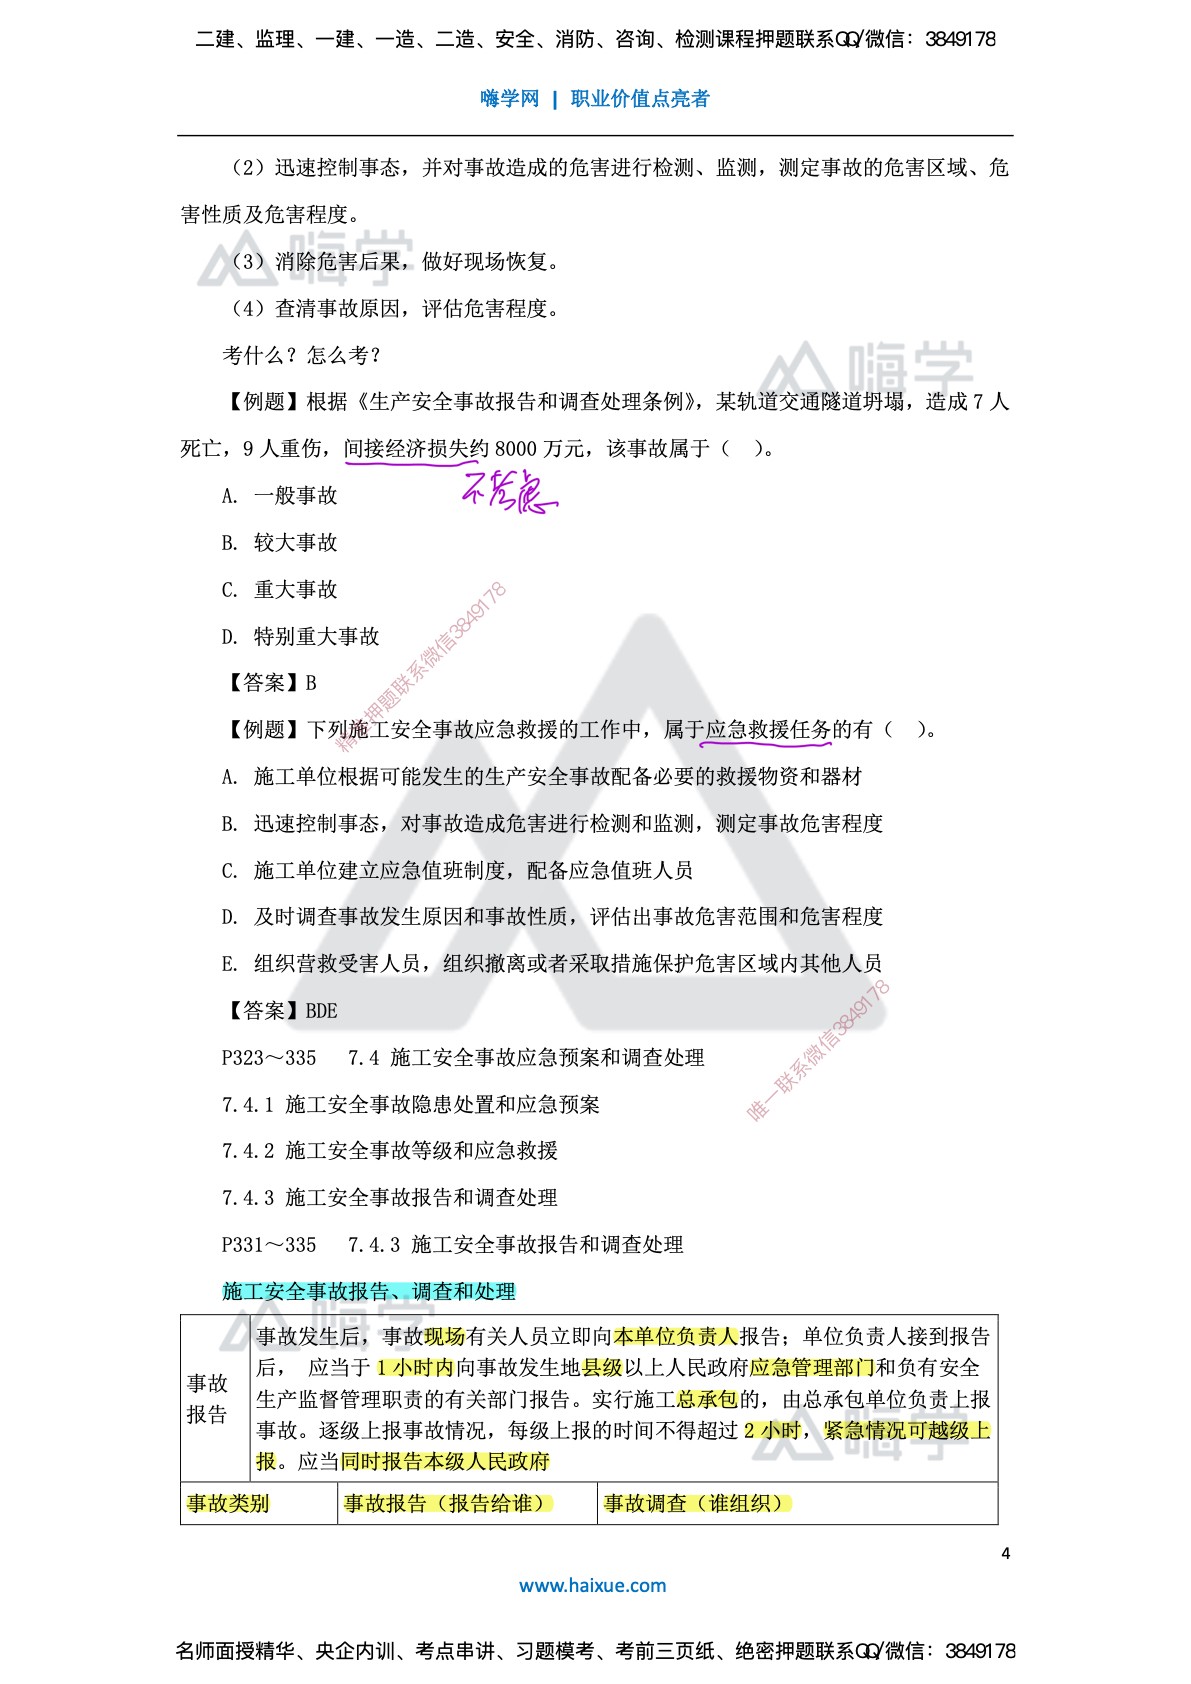 二建、监理、一建、一造、二造、安全、消防、咨询、检测课程押题联系QQ/微信：3849178
嗨学网 | 职业价值点亮者
（2）迅速控制事态，并对事故造成的危害进行检测、监测，测定事故的危害区域、危
害性质及危害程度。
嗨学
（3）消除危害后果，做好现场恢复。
（4）查清事故原因，评估危害程度。
考什么？怎么考？
嗨学
【例题】根据《生产安全事故报告和调查处理条例》，某轨道交通隧道坍塌，造成 7 人
死亡，9 人重伤，间接经济损失约 8000 万元，该事故属于（ ）。
不考虑
A. 一般事故
B. 较大事故
C. 重大事故
D. 特别重大事故
精准押题联系微信3849178
【答案】B
【例题】下列施工安全事故应急救援的工作中，属于应急救援任务的有（ ）。
A. 施工单位根据可能发生的生产安全事故配备必要的救援物资和器材
B. 迅速控制事态，对事故造成危害进行检测和监测，测定事故危害程度
C. 施工单位建立应急值班制度，配备应急值班人员
D. 及时调查事故发生原因和事故性质，评估出事故危害范围和危害程度
E. 组织营救受害人员，组织撤离或者采取措施保护危害区域内其他人员
【答案】BDE
唯一联系微信3849178
P323～335 7.4 施工安全事故应急预案和调查处理
7.4.1 施工安全事故隐患处置和应急预案
7.4.2 施工安全事故等级和应急救援
7.4.3 施工安全事故报告和调查处理
P331～335 7.4.3 施工安全事故报告和调查处理
施工安全事故报告、调查和处理
嗨学
事故
报告
事故发生后，事故现场有关人员立即向本单位负责人报告；单位负责人接到报告
后， 应当于 1 小时内向事故发生地县级以上人民政府应急管理部门和负有安全
生产监督管理职责的有关部门报告。实行施工总承包的，由总承包单位负责上报
事故。逐级上报事故情况，每级上报的时间不得超过 2 小时，紧急情况可越级上
报。应当同时报告本级人民政府
嗨学
事故类别 事故报告（报告给谁） 事故调查（谁组织）
4
www.haixue.com
名师面授精华、央企内训、考点串讲、习题模考、考前三页纸、绝密押题联系QQ/微信：3849178